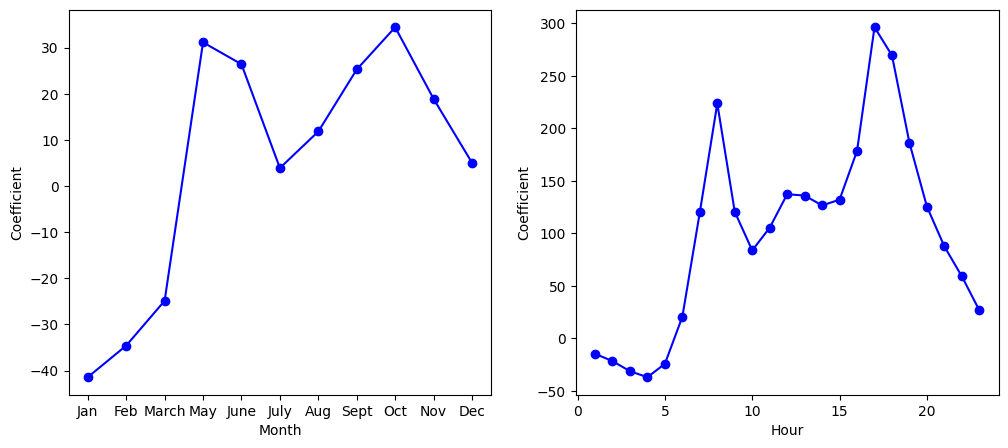 30
20
10
0
−10
−20
−30
−40
Coefficient
Jan Feb March May June July Aug Sept Oct Nov Dec
Month
300
250
200
150
100
50
0
−50
Coefficient
0 5 10 15 20
Hour